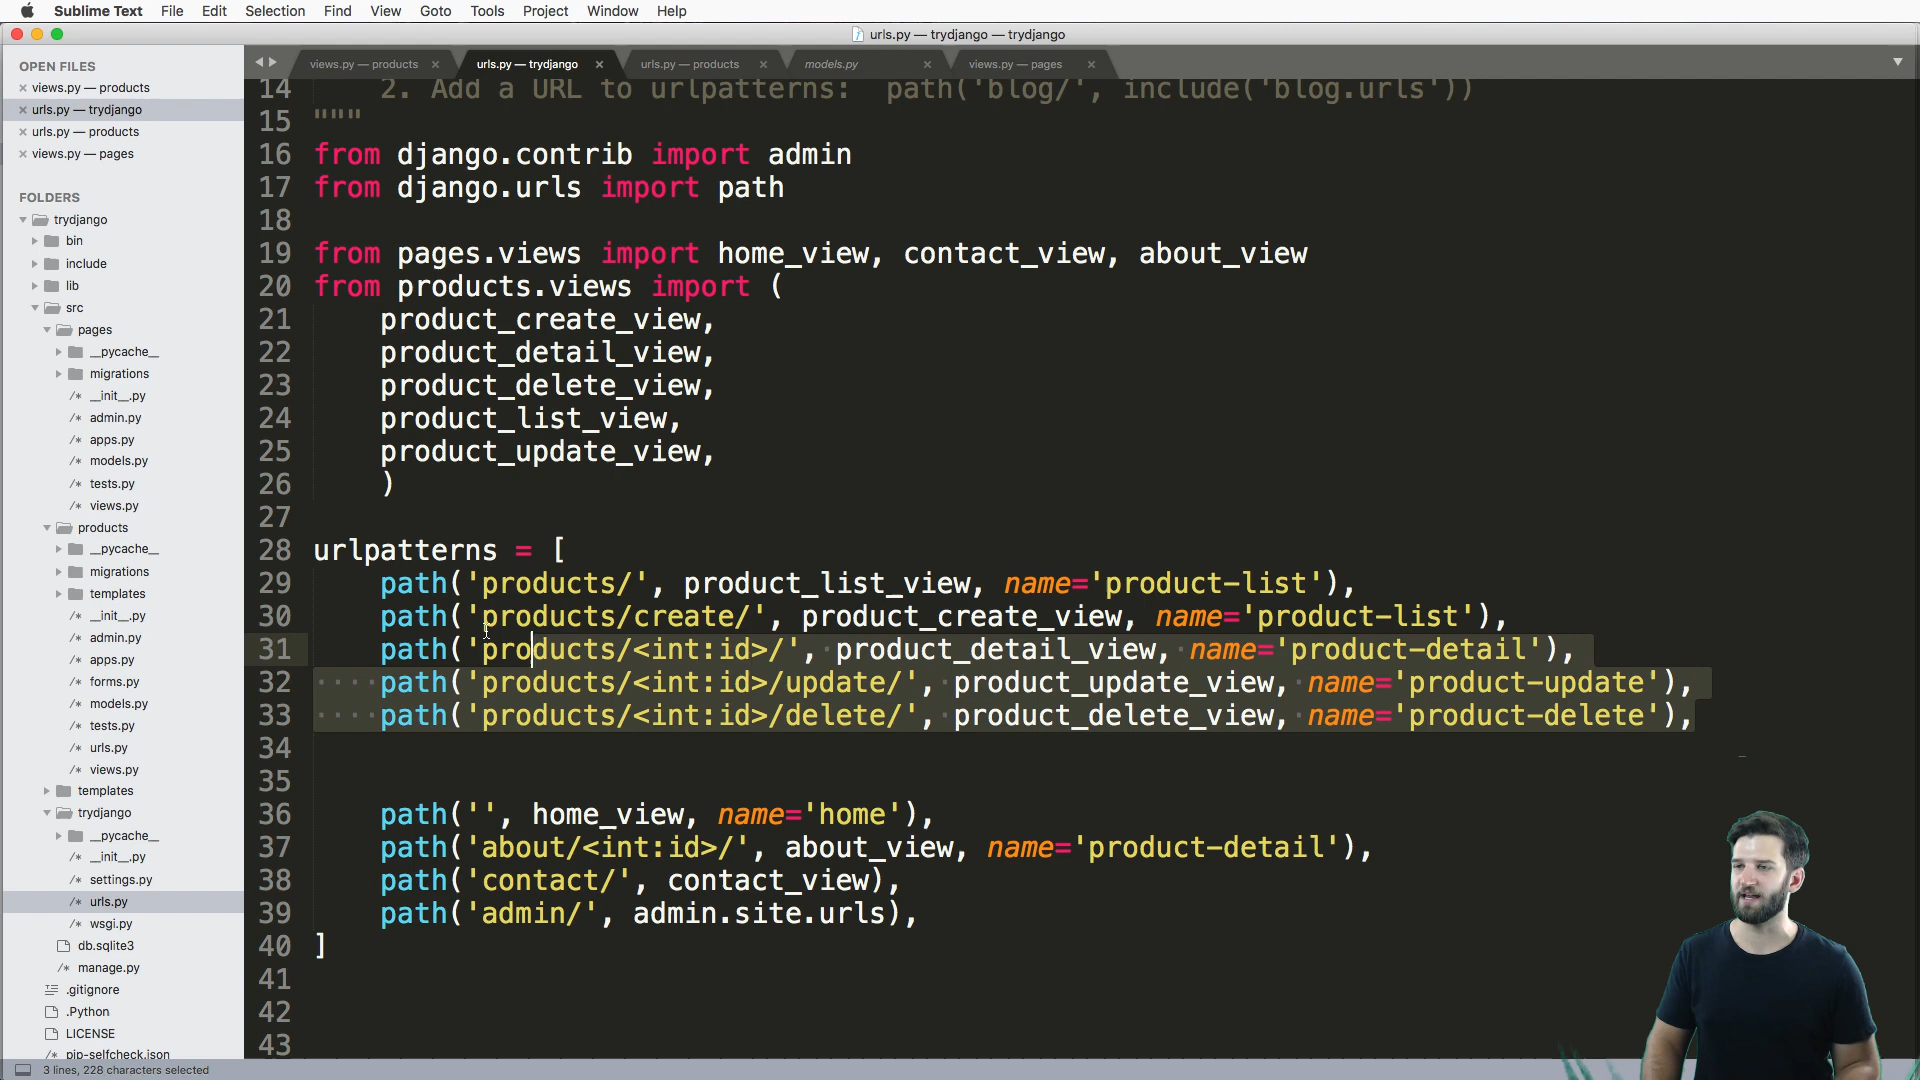 Sublime Text File Edit Selection Find View Goto Tools Project Window Help
urls.py — trydjango — trydjango
OPEN FILES
views.py — products
urls.py — trydjango
urls.py — products
views.py — pages
FOLDERS
trydjango
bin
include
lib
src
pages
__pycache__
migrations
__init__.py
admin.py
apps.py
models.py
tests.py
views.py
products
__pycache__
migrations
templates
__init__.py
admin.py
apps.py
forms.py
models.py
tests.py
urls.py
views.py
templates
trydjango
__pycache__
__init__.py
settings.py
urls.py
wsgi.py
db.sqlite3
manage.py
.gitignore
.Python
LICENSE
pip-selfcheck.json
views.py — products urls.py — trydjango urls.py — products models.py views.py — pages
14 2. Add a URL to urlpatterns:  path('blog/', include('blog.urls'))
15 """
16 from django.contrib import admin
17 from django.urls import path
18
19 from pages.views import home_view, contact_view, about_view
20 from products.views import (
21 product_create_view,
22 product_detail_view,
23 product_delete_view,
24 product_list_view,
25 product_update_view,
26 )
27
28 urlpatterns = [
29 path('products/', product_list_view, name='product-list'),
30 path('products/create/', product_create_view, name='product-list'),
31 path('products/<int:id>/', product_detail_view, name='product-detail'),
32 path('products/<int:id>/update/', product_update_view, name='product-update'),
33 path('products/<int:id>/delete/', product_delete_view, name='product-delete'),
34
35
36 path('', home_view, name='home'),
37 path('about/<int:id>/', about_view, name='product-detail'),
38 path('contact/', contact_view),
39 path('admin/', admin.site.urls),
40 ]
41
42
43
3 lines, 228 characters selected